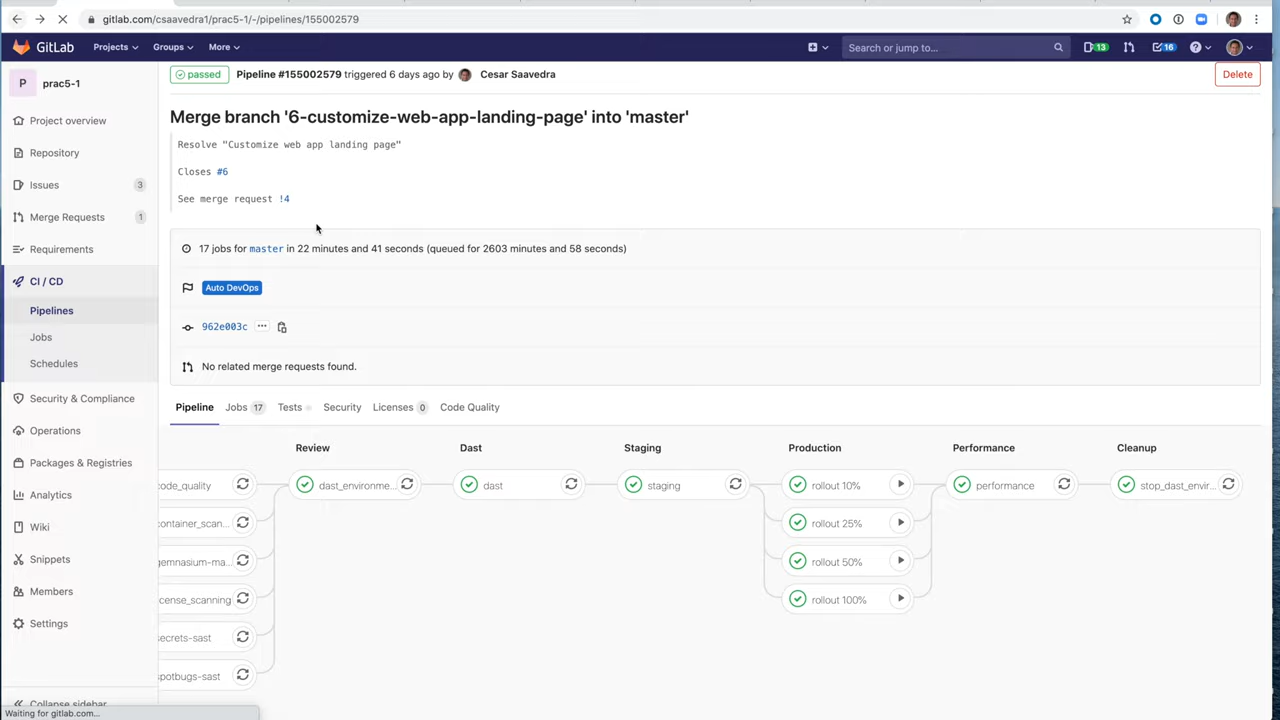 gitlab.com/csaavedra1/prac5-1/-/pipelines/155002579
GitLab
Projects
Groups
More
Search or jump to...
13
16
P
prac5-1
Project overview
Repository
Issues
3
Merge Requests
1
Requirements
CI / CD
Pipelines
Jobs
Schedules
Security & Compliance
Operations
Packages & Registries
Analytics
Wiki
Snippets
Members
Settings
Collapse sidebar
Waiting for gitlab.com...
passed
Pipeline #155002579 triggered 6 days ago by
Cesar Saavedra
Delete
Merge branch '6-customize-web-app-landing-page' into 'master'
Resolve "Customize web app landing page"
Closes #6
See merge request !4
17 jobs for master in 22 minutes and 41 seconds (queued for 2603 minutes and 58 seconds)
Auto DevOps
962e003c
No related merge requests found.
Pipeline
Jobs 17
Tests
Security
Licenses 0
Code Quality
code_quality
container_scan...
gemnasium-ma...
icense_scanning
secrets-sast
spotbugs-sast
Review
dast_environme...
Dast
dast
Staging
staging
Production
rollout 10%
rollout 25%
rollout 50%
rollout 100%
Performance
performance
Cleanup
stop_dast_envir...